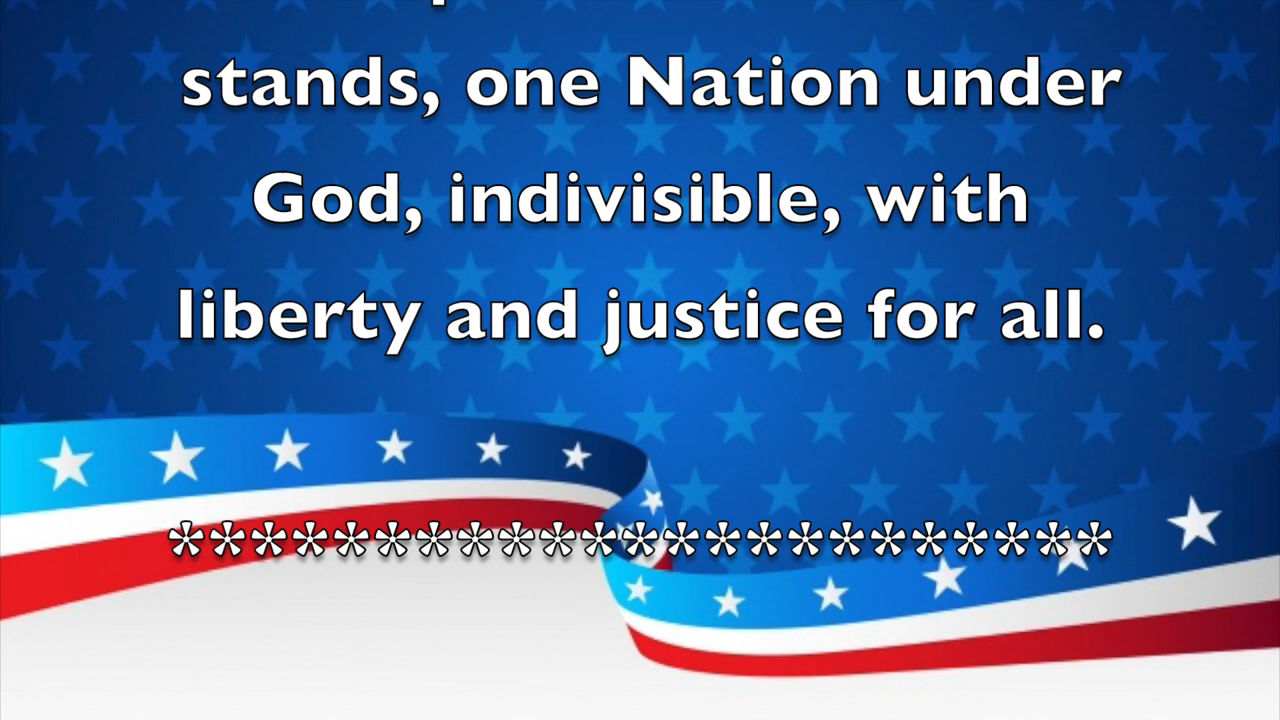 stands, one Nation under
God, indivisible, with
liberty and justice for all.
***********************